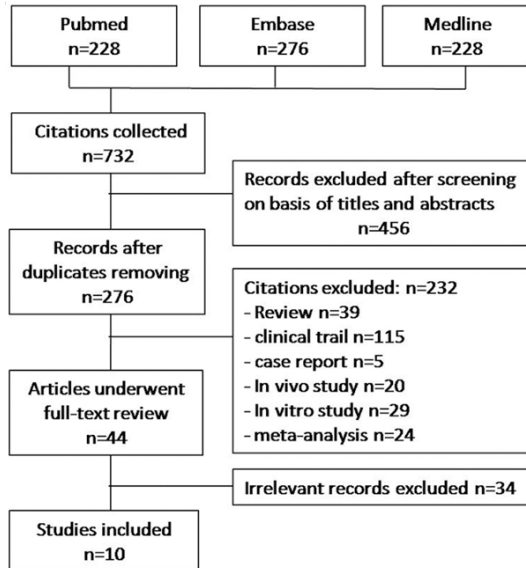 Pubmed
n=228
Embase
n=276
Medline
n=228
Citations collected
n=732
Records excluded after screening
on basis of titles and abstracts
n=456
Records after
duplicates removing
n=276
Citations excluded: n=232
- Review n=39
- clinical trail n=115
- case report n=5
- In vivo study n=20
- In vitro study n=29
- meta-analysis n=24
Articles underwent
full-text review
n=44
Irrelevant records excluded n=34
Studies included
n=10